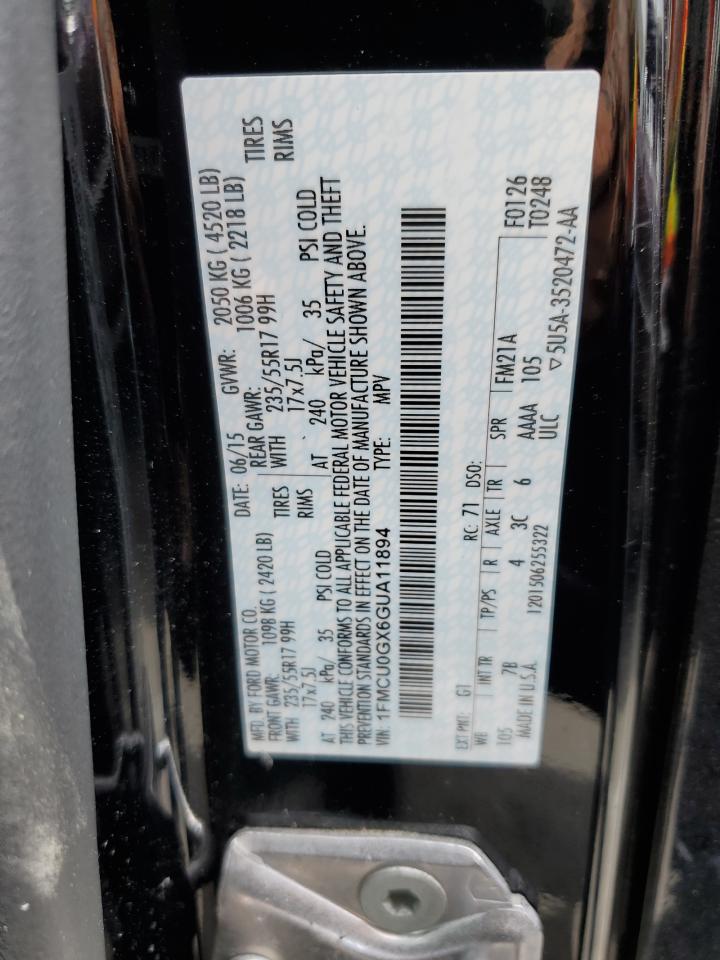 MFD. BY FORD MOTOR CO. DATE: 06/15 GVWR: 2050 KG ( 4520 LB)
FRONT GAWR: 1098 KG ( 2420 LB) REAR GAWR: 1006 KG ( 2218 LB)
WITH 235/55R17 99H TIRES WITH 235/55R17 99H TIRES
17x7.5J RIMS 17x7.5J RIMS
AT 240 kPa/ 35 PSI COLD AT 240 kPa/ 35 PSI COLD
THIS VEHICLE CONFORMS TO ALL APPLICABLE FEDERAL MOTOR VEHICLE SAFETY AND THEFT
PREVENTION STANDARDS IN EFFECT ON THE DATE OF MANUFACTURE SHOWN ABOVE.
VIN: 1FMCU0GX6GUA11894 TYPE: MPV
EXT PNT: G1 RC: 71 DSO: F0126
WB INT TR TP/PS R AXLE TR SPR FM21A T0248
105 7B 4 3C 6 AAAA 105
MADE IN U.S.A. 1201506255322 ULC
▽5U5A-3520472-AA